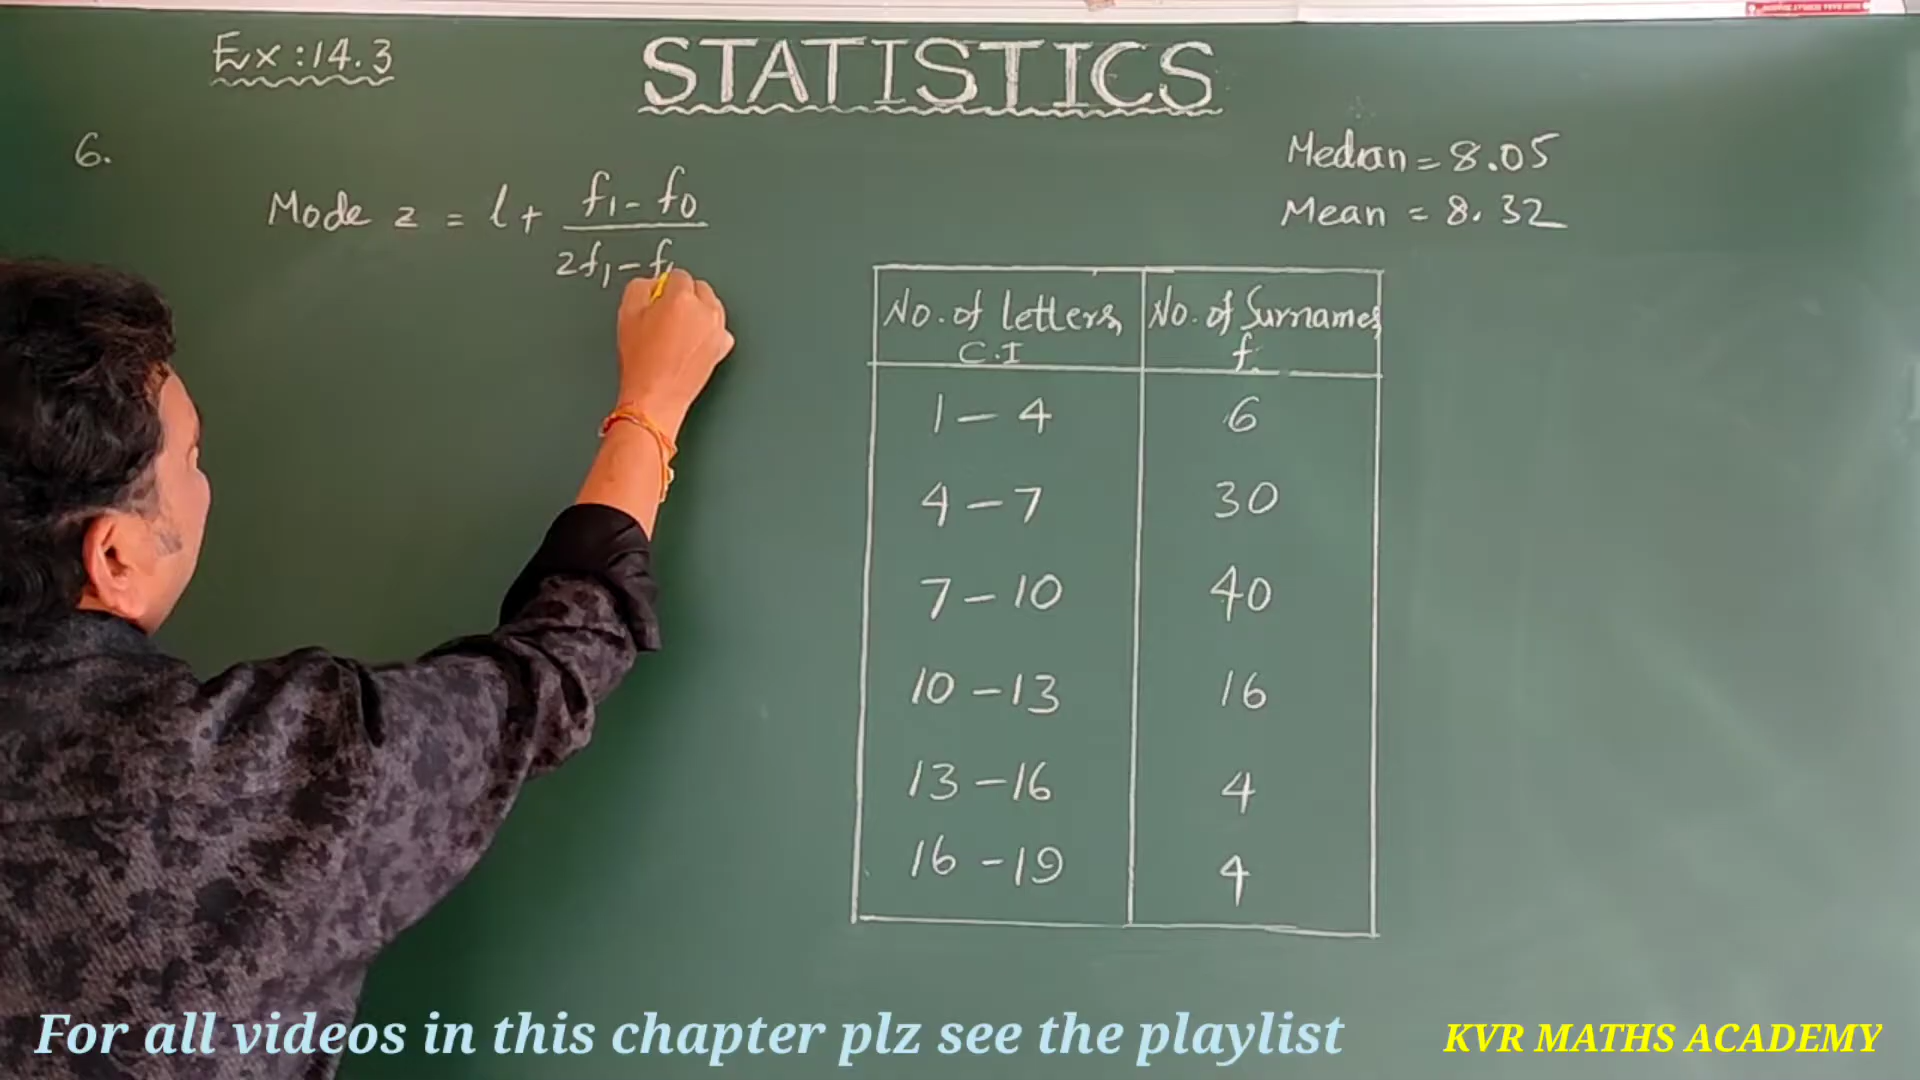 Ex:14.3
STATISTICS
6.
Mode z = l + f1 - f0
2f1 - f
Median = 8.05
Mean = 8.32
No. of letters No. of Surnames
C.I f.
1 - 4 6
4 - 7 30
7 - 10 40
10 - 13 16
13 - 16 4
16 - 19 4
For all videos in this chapter plz see the playlist
KVR MATHS ACADEMY